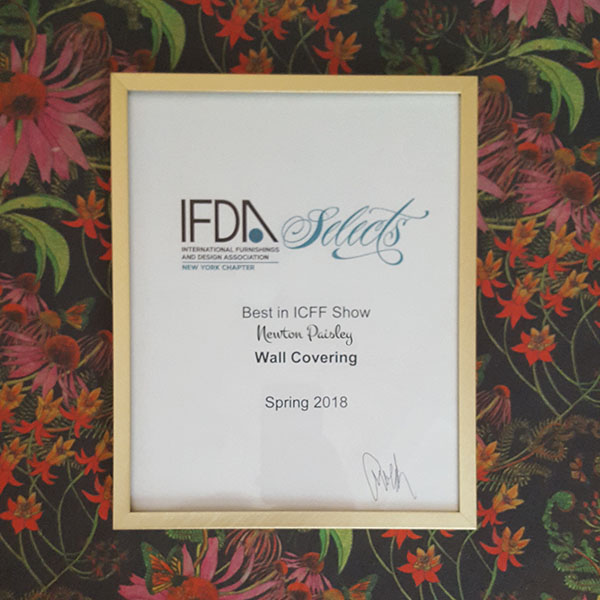 IFDA Selects
INTERNATIONAL FURNISHINGS
AND DESIGN ASSOCIATION
NEW YORK CHAPTER
Best in ICFF Show
Newton Paisley
Wall Covering
Spring 2018